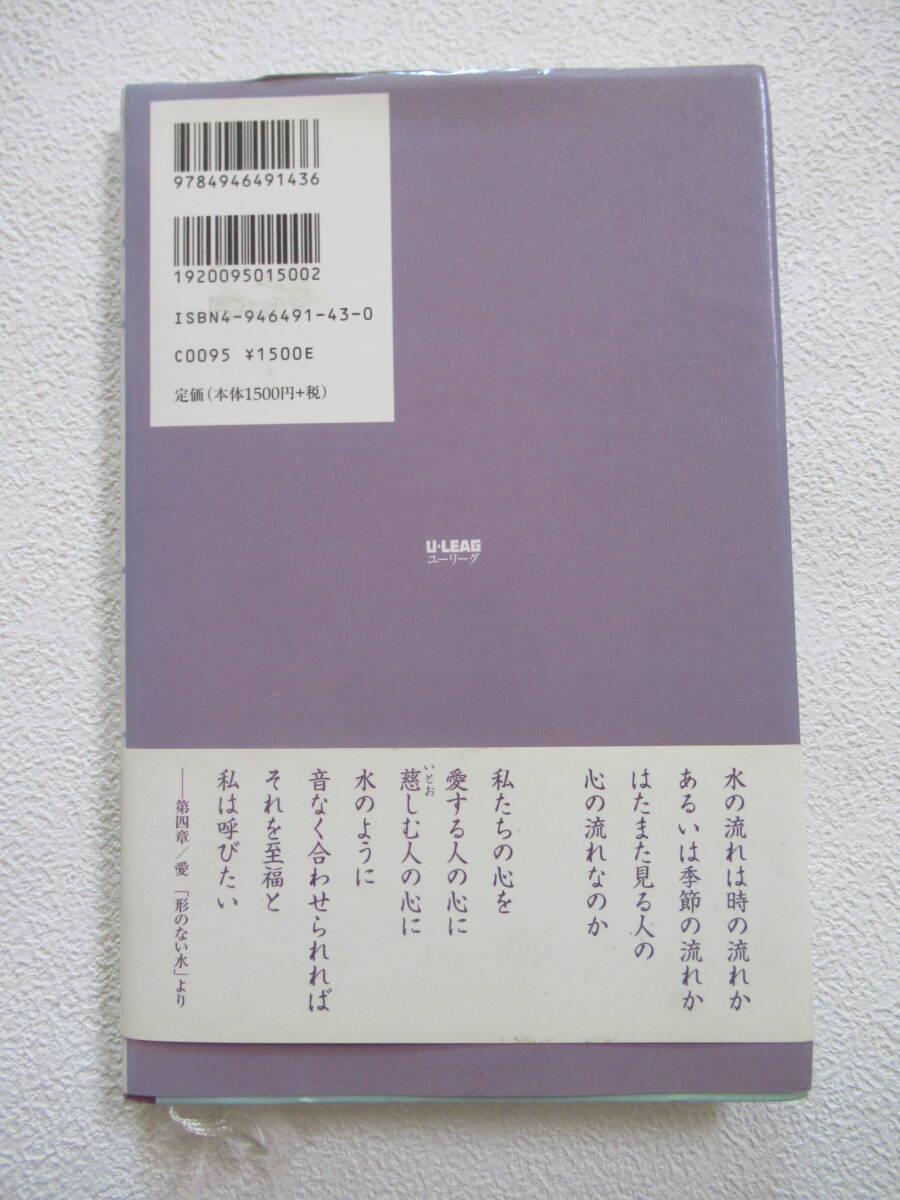 9784946491436
1920095015002
ISBN4-946491-43-0
C0095 ¥1500E
定価(本体1500円+税)
U·LEAG
ユーリーグ
水の流れは時の流れか
あるいは季節の流れか
はたまた見る人の
心の流れなのか
私たちの心を
愛する人の心に
慈しむ人の心に
いとお
水のように
音なく合わせられれば
それを至福と
私は呼びたい
——第四章/愛 「形のない水」より